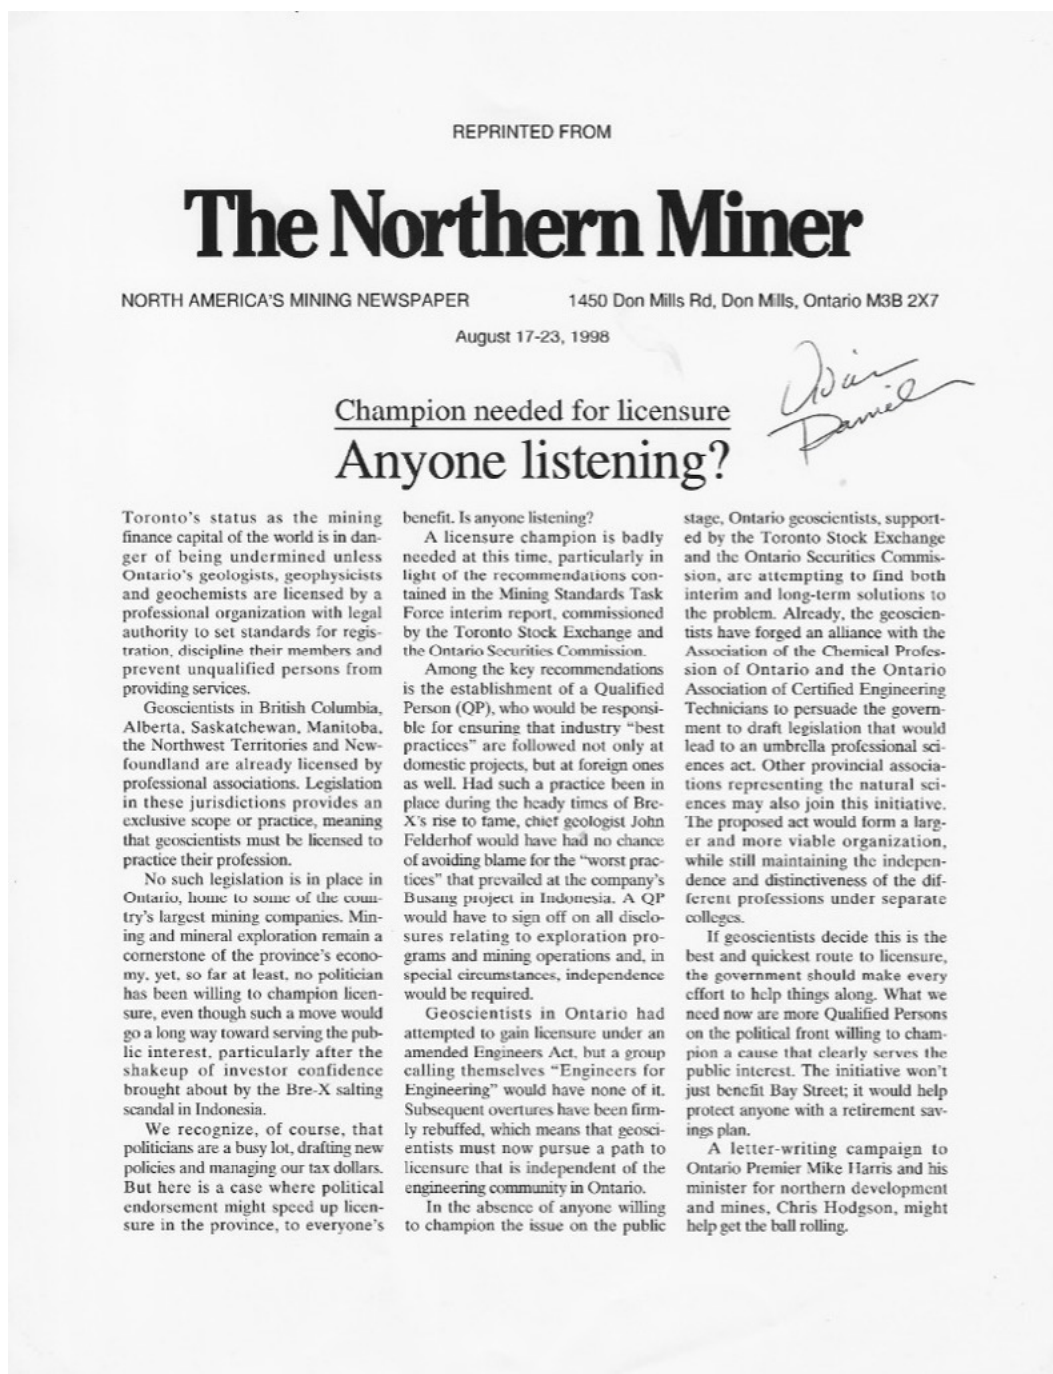 REPRINTED FROM
The Northern Miner
NORTH AMERICA'S MINING NEWSPAPER 1450 Don Mills Rd, Don Mills, Ontario M3B 2X7
August 17-23, 1998
Daniel
Champion needed for licensure
Anyone listening?
Toronto's status as the mining
finance capital of the world is in dan-
ger of being undermined unless
Ontario's geologists, geophysicists
and geochemists are licensed by a
professional organization with legal
authority to set standards for regis-
tration, discipline their members and
prevent unqualified persons from
providing services.
Geoscientists in British Columbia,
Alberta, Saskatchewan, Manitoba,
the Northwest Territories and New-
foundland are already licensed by
professional associations. Legislation
in these jurisdictions provides an
exclusive scope or practice, meaning
that geoscientists must be licensed to
practice their profession.
No such legislation is in place in
Ontario, home to some of the coun-
try's largest mining companies. Min-
ing and mineral exploration remain a
cornerstone of the province's econo-
my, yet, so far at least, no politician
has been willing to champion licen-
sure, even though such a move would
go a long way toward serving the pub-
lic interest, particularly after the
shakeup of investor confidence
brought about by the Bre-X salting
scandal in Indonesia.
We recognize, of course, that
politicians are a busy lot, drafting new
policies and managing our tax dollars.
But here is a case where political
endorsement might speed up licen-
sure in the province, to everyone's
benefit. Is anyone listening?
A licensure champion is badly
needed at this time, particularly in
light of the recommendations con-
tained in the Mining Standards Task
Force interim report, commissioned
by the Toronto Stock Exchange and
the Ontario Securities Commission.
Among the key recommendations
is the establishment of a Qualified
Person (QP), who would be responsi-
ble for ensuring that industry "best
practices" are followed not only at
domestic projects, but at foreign ones
as well. Had such a practice been in
place during the heady times of Bre-
X's rise to fame, chief geologist John
Felderhof would have had no chance
of avoiding blame for the "worst prac-
tices" that prevailed at the company's
Busang project in Indonesia. A QP
would have to sign off on all disclo-
sures relating to exploration pro-
grams and mining operations and, in
special circumstances, independence
would be required.
Geoscientists in Ontario had
attempted to gain licensure under an
amended Engineers Act, but a group
calling themselves "Engineers for
Engineering" would have none of it.
Subsequent overtures have been firm-
ly rebuffed, which means that geosci-
entists must now pursue a path to
licensure that is independent of the
engineering community in Ontario.
In the absence of anyone willing
to champion the issue on the public
stage, Ontario geoscientists, support-
ed by the Toronto Stock Exchange
and the Ontario Securities Commis-
sion, are attempting to find both
interim and long-term solutions to
the problem. Already, the geoscien-
tists have forged an alliance with the
Association of the Chemical Profes-
sion of Ontario and the Ontario
Association of Certified Engineering
Technicians to persuade the govern-
ment to draft legislation that would
lead to an umbrella professional sci-
ences act. Other provincial associa-
tions representing the natural sci-
ences may also join this initiative.
The proposed act would form a larg-
er and more viable organization,
while still maintaining the indepen-
dence and distinctiveness of the dif-
ferent professions under separate
colleges.
If geoscientists decide this is the
best and quickest route to licensure,
the government should make every
effort to help things along. What we
need now are more Qualified Persons
on the political front willing to cham-
pion a cause that clearly serves the
public interest. The initiative won't
just benefit Bay Street; it would help
protect anyone with a retirement sav-
ings plan.
A letter-writing campaign to
Ontario Premier Mike Harris and his
minister for northern development
and mines, Chris Hodgson, might
help get the ball rolling.